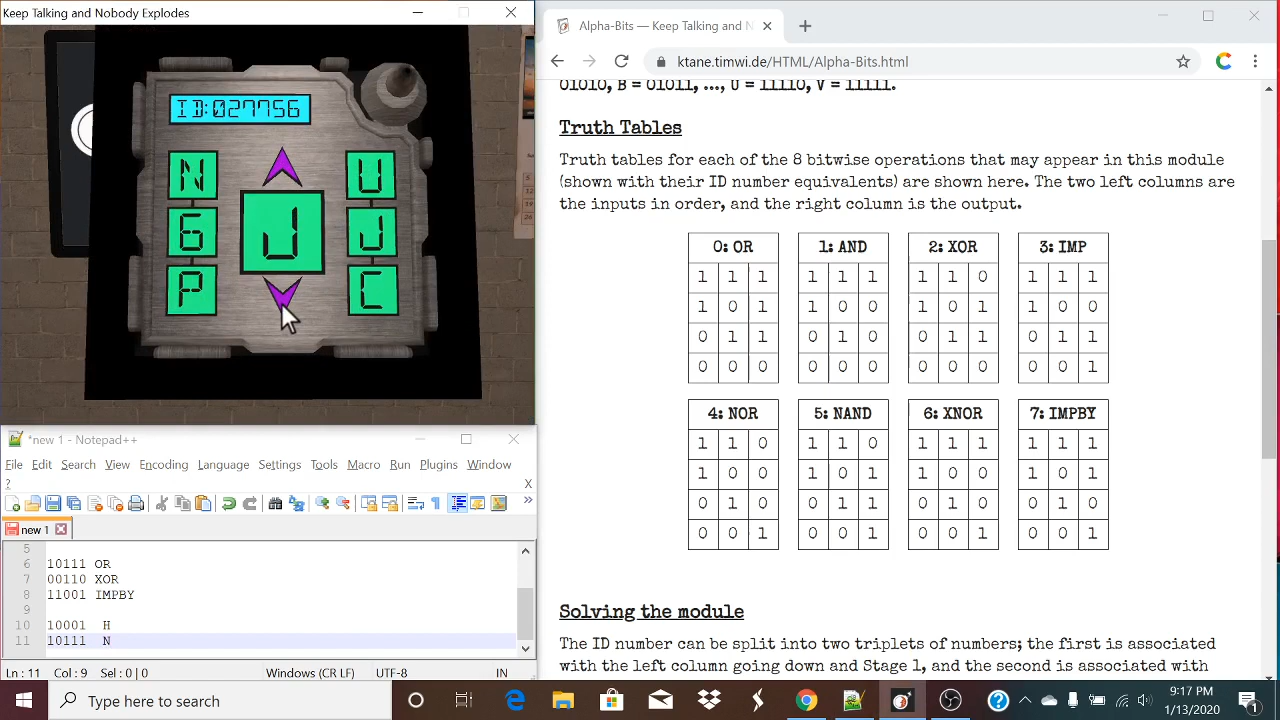 Keep Talking and Nobody Explodes
ID:027756
N
6
P
J
U
J
C
*new 1 - Notepad++
File Edit Search View Encoding Language Settings Tools Macro Run Plugins Window
?
X
new 1
5
6 10111 OR
7 00110 XOR
8 11001 IMPBY
9
10 10001 H
11 10111 N
Ln : 11 Col : 9 Sel : 0 | 0 Windows (CR LF) UTF-8 IN
Alpha-Bits — Keep Talking and N
ktane.timwi.de/HTML/Alpha-Bits.html
01010, B = 01011, ..., U = 11110, V = 11111.
Truth Tables
Truth tables for each of the 8 bitwise operations that may appear in this module
(shown with their ID number equivalents) are shown here. The two left columns are
the inputs in order, and the right column is the output.
0: OR 1: AND 2: XOR 3: IMP
1 1 1 1 1 1 1 1 0 1 1 1
1 0 1 1 0 0 1 0 1 1 0 0
0 1 1 0 1 0 0 1 1 0 1 1
0 0 0 0 0 0 0 0 0 0 0 1
4: NOR 5: NAND 6: XNOR 7: IMPBY
1 1 0 1 1 0 1 1 1 1 1 1
1 0 0 1 0 1 1 0 0 1 0 1
0 1 0 0 1 1 0 1 0 0 1 0
0 0 1 0 0 1 0 0 1 0 0 1
Solving the module
The ID number can be split into two triplets of numbers; the first is associated
with the left column going down and Stage 1, and the second is associated with
Type here to search
9:17 PM
1/13/2020